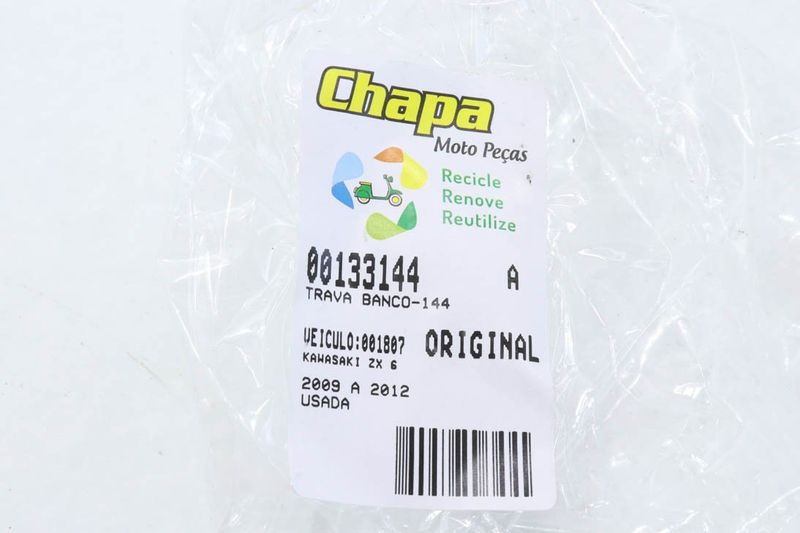 Chapa
Moto Peças
Recicle
Renove
Reutilize
00133144 A
TRAVA BANCO-144
VEICULO:001807 ORIGINAL
KAWASAKI ZX 6
2009 A 2012
USADA